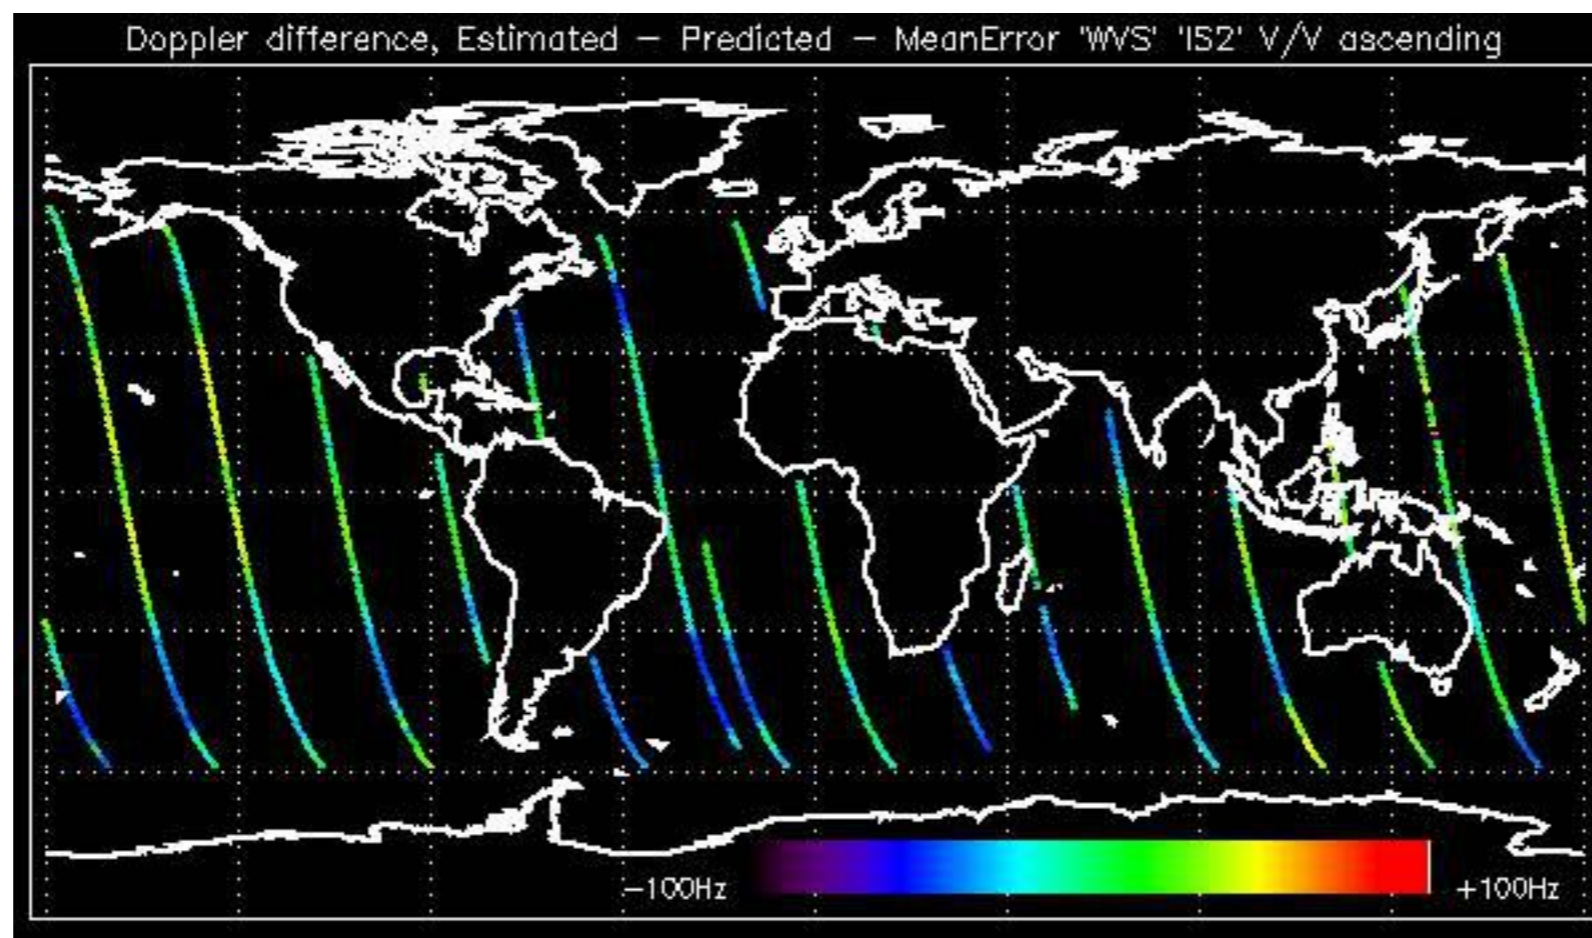 Doppler difference, Estimated – Predicted – MeanError 'WVS' 'IS2' V/V ascending
–100Hz +100Hz